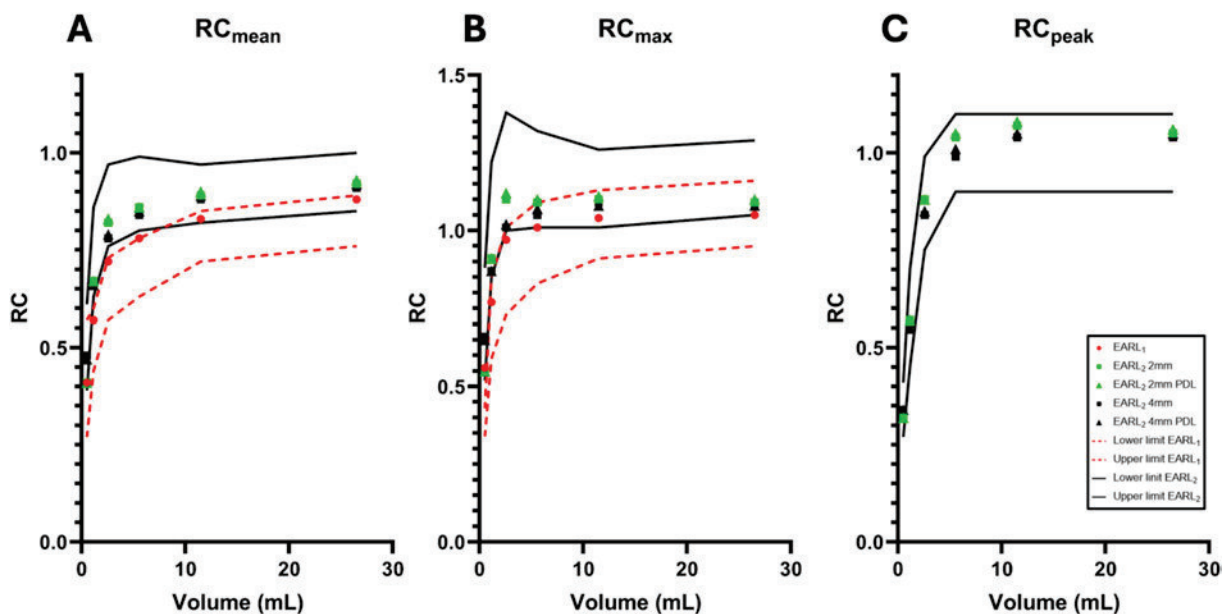 A
RCmean
B
RCmax
C
RCpeak
RC
1.0
0.5
0.0
0
10
20
30
Volume (mL)
RC
1.5
1.0
0.5
0.0
0
10
20
30
Volume (mL)
RC
1.0
0.5
0.0
0
10
20
30
Volume (mL)
EARL1
EARL2 2mm
EARL2 2mm PDL
EARL2 4mm
EARL2 4mm PDL
Lower limit EARL1
Upper limit EARL1
Lower linit EARL2
Upper limit EARL2